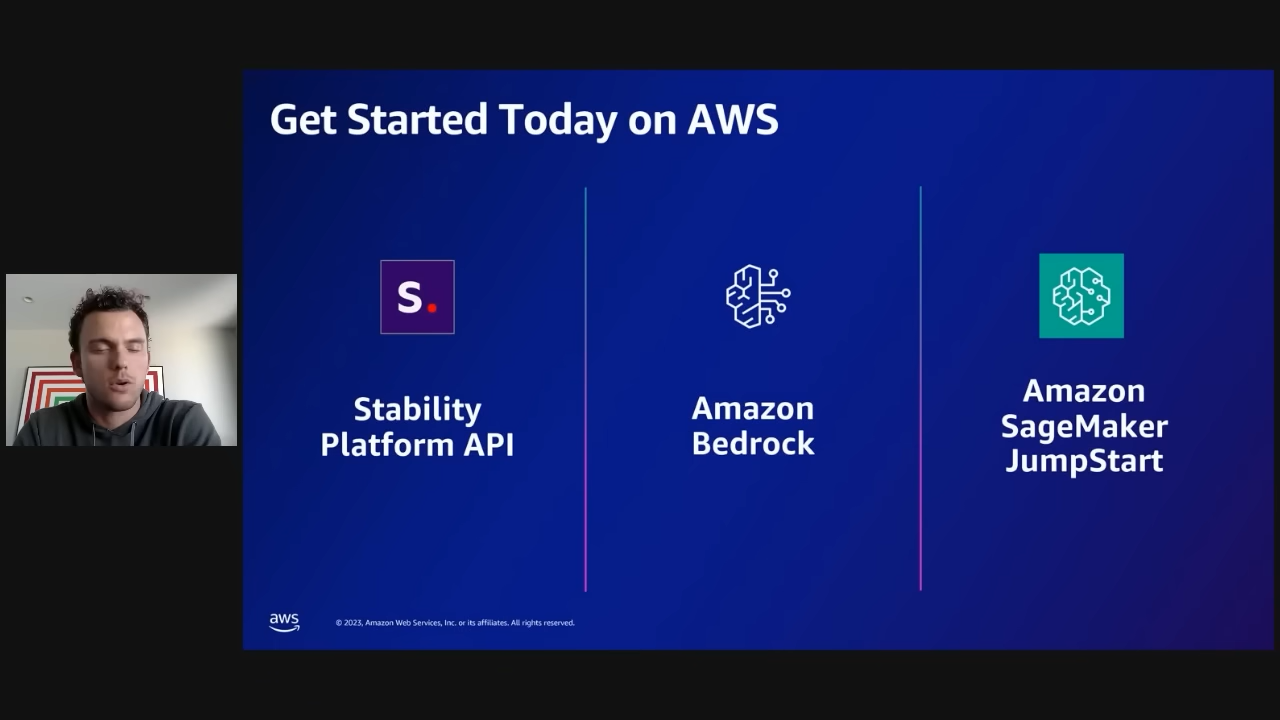 Get Started Today on AWS
S.
Stability
Platform API
Amazon
Bedrock
Amazon
SageMaker
JumpStart
aws
© 2023, Amazon Web Services, Inc. or its affiliates. All rights reserved.